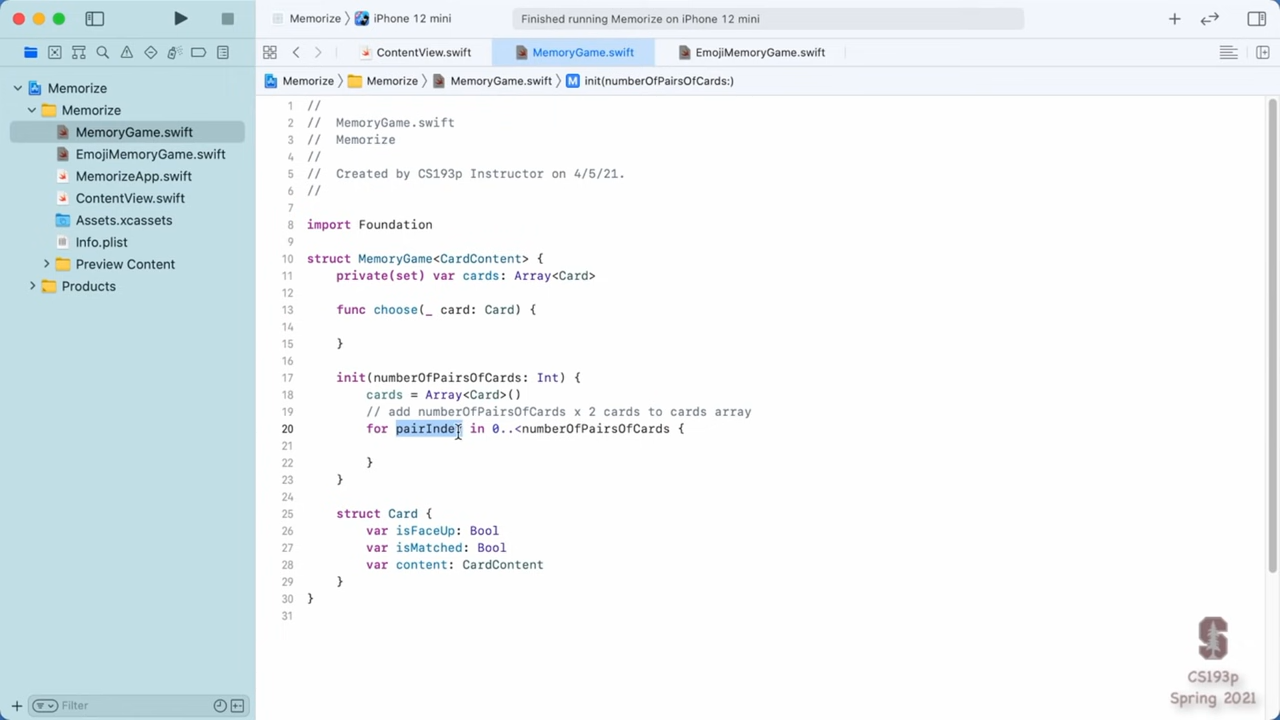 Memorize 〉 iPhone 12 mini
Finished running Memorize on iPhone 12 mini
ContentView.swift
MemoryGame.swift
EmojiMemoryGame.swift
Memorize 〉 Memorize 〉 MemoryGame.swift 〉 M init(numberOfPairsOfCards:)
Memorize
Memorize
MemoryGame.swift
EmojiMemoryGame.swift
MemorizeApp.swift
ContentView.swift
Assets.xcassets
Info.plist
Preview Content
Products
Filter
1 //
2 //  MemoryGame.swift
3 //  Memorize
4 //
5 //  Created by CS193p Instructor on 4/5/21.
6 //
7
8 import Foundation
9
10 struct MemoryGame<CardContent> {
11     private(set) var cards: Array<Card>
12
13     func choose(_ card: Card) {
14
15     }
16
17     init(numberOfPairsOfCards: Int) {
18         cards = Array<Card>()
19         // add numberOfPairsOfCards x 2 cards to cards array
20         for pairIndex in 0..<numberOfPairsOfCards {
21
22         }
23     }
24
25     struct Card {
26         var isFaceUp: Bool
27         var isMatched: Bool
28         var content: CardContent
29     }
30 }
31
CS193p
Spring 2021